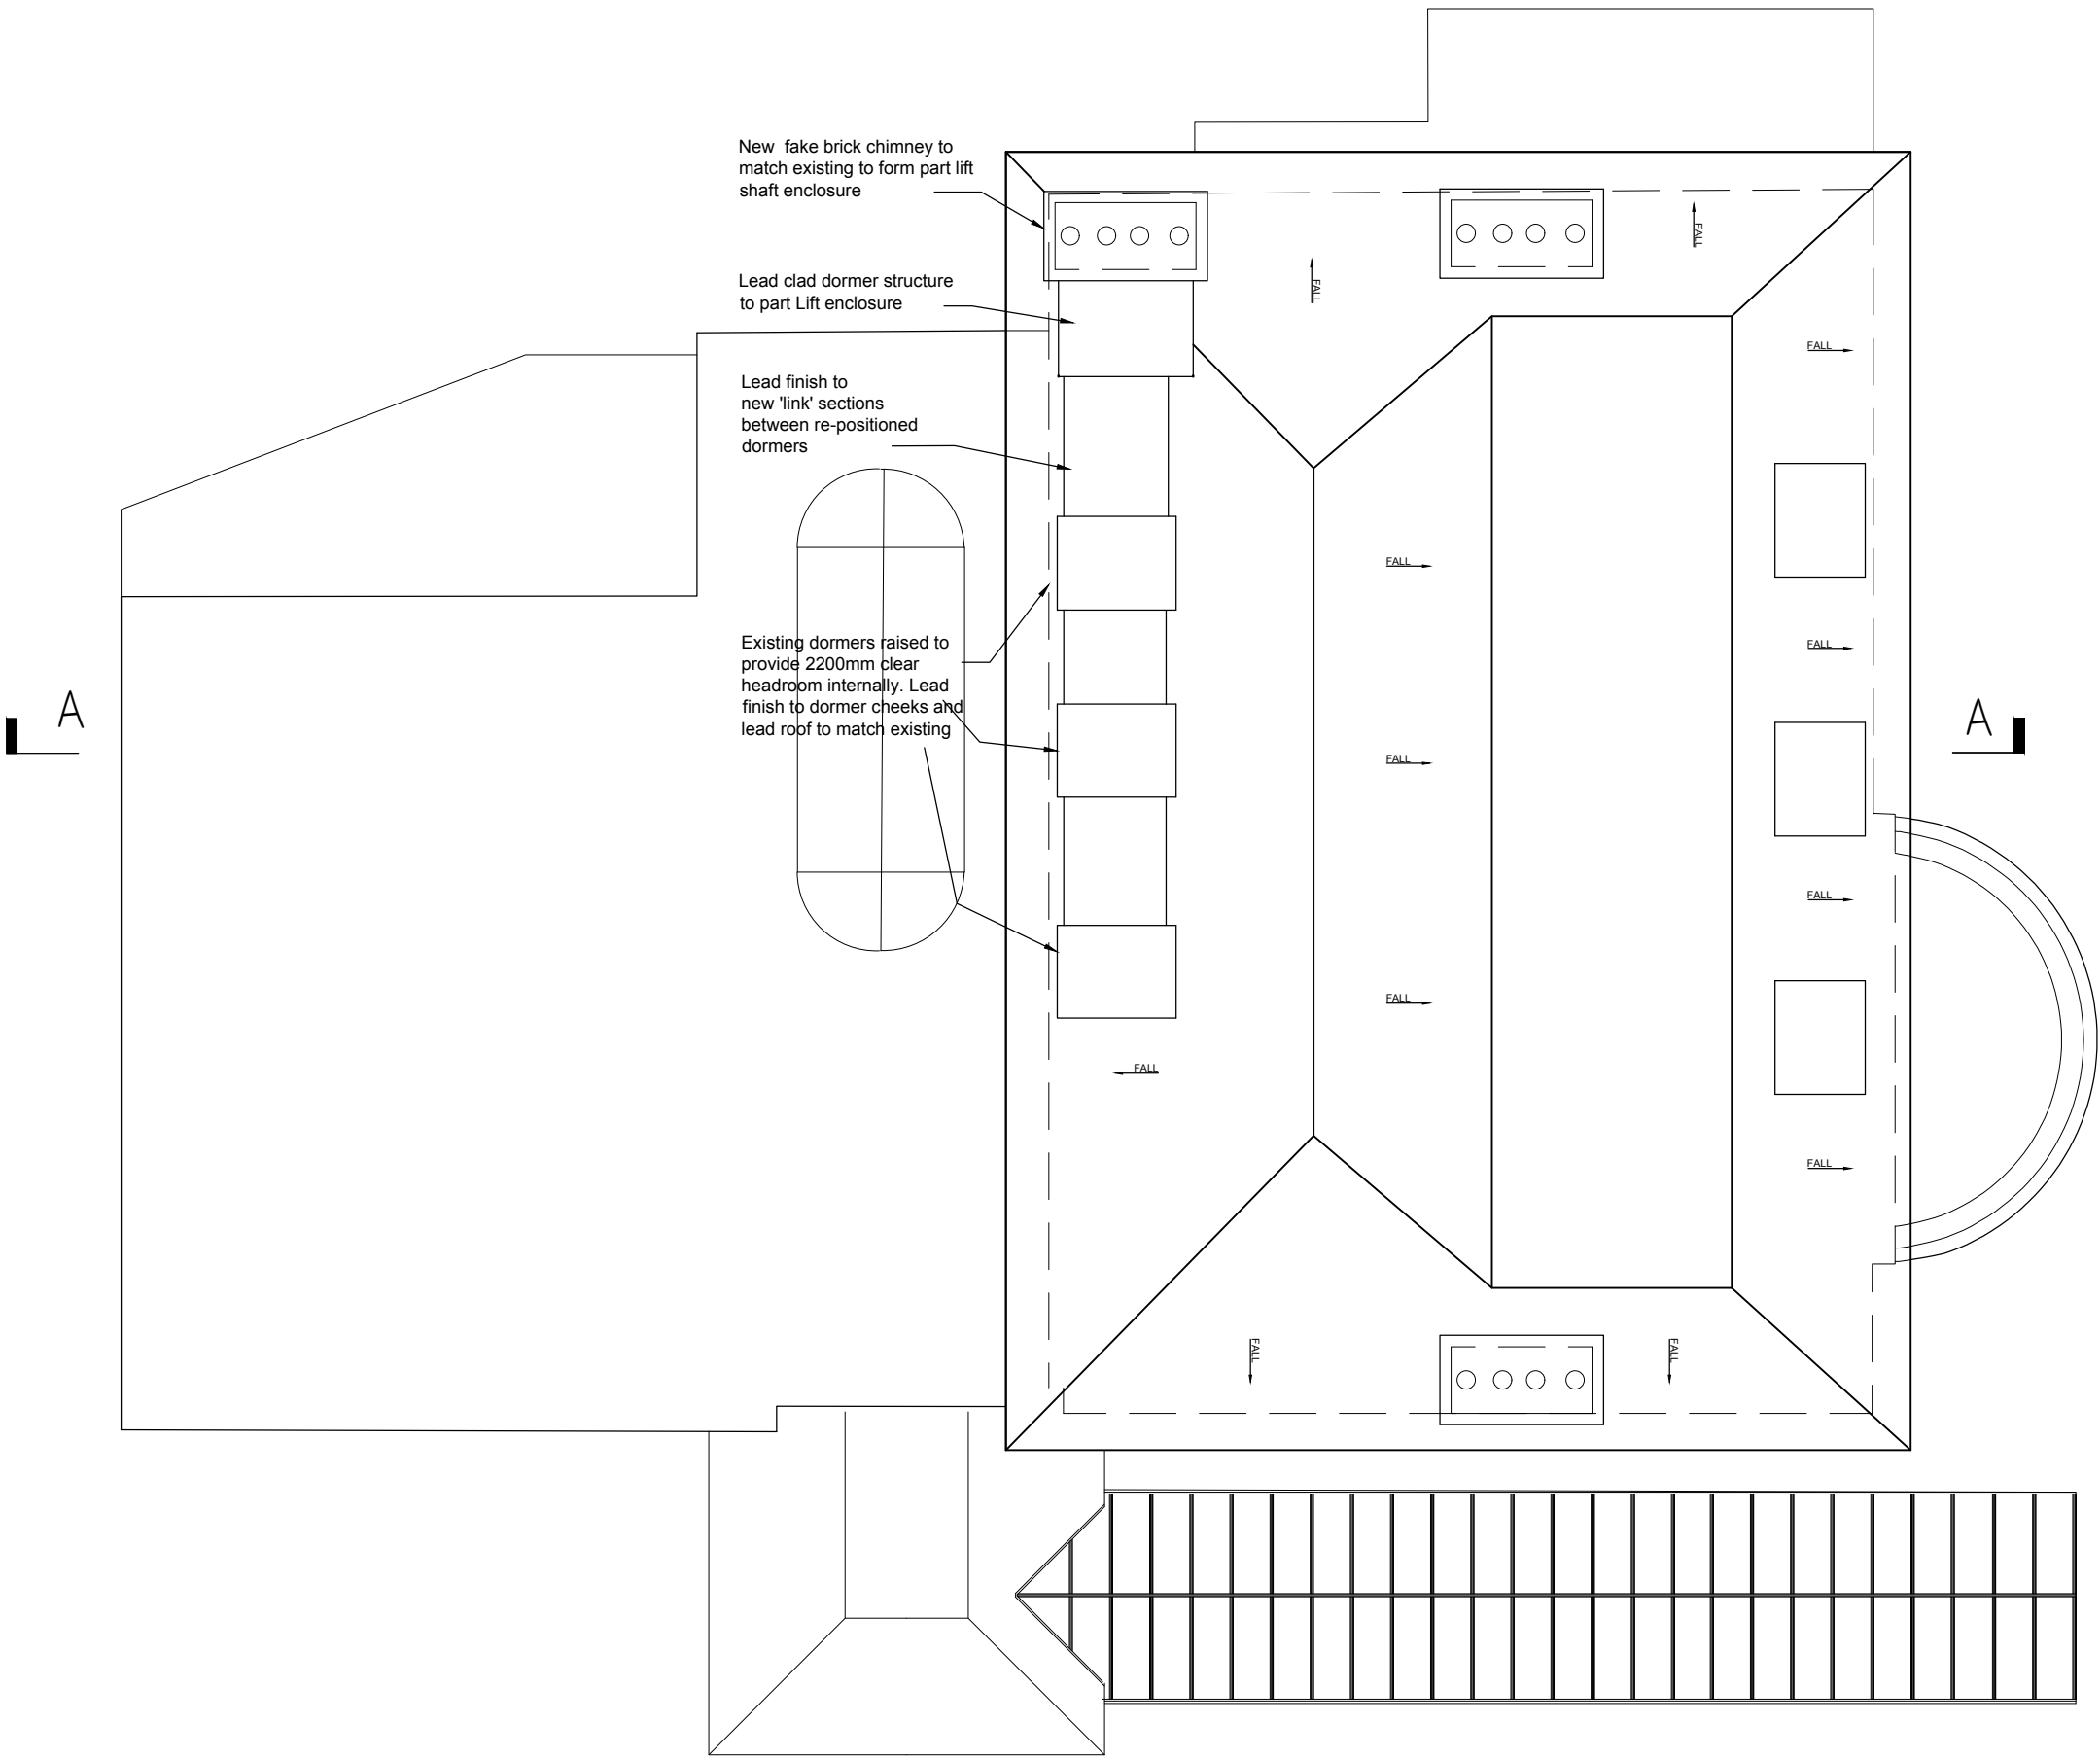 New  fake brick chimney to
match existing to form part lift
shaft enclosure
FALL
FALL
Lead clad dormer structure
to part Lift enclosure
FALL
Lead finish to
new 'link' sections
between re-positioned
dormers
FALL
Existing dormers raised to
provide 2200mm clear
headroom internally. Lead
finish to dormer cheeks and
lead roof to match existing
FALL
A
A
FALL
FALL
FALL
FALL
FALL
FALL
FALL